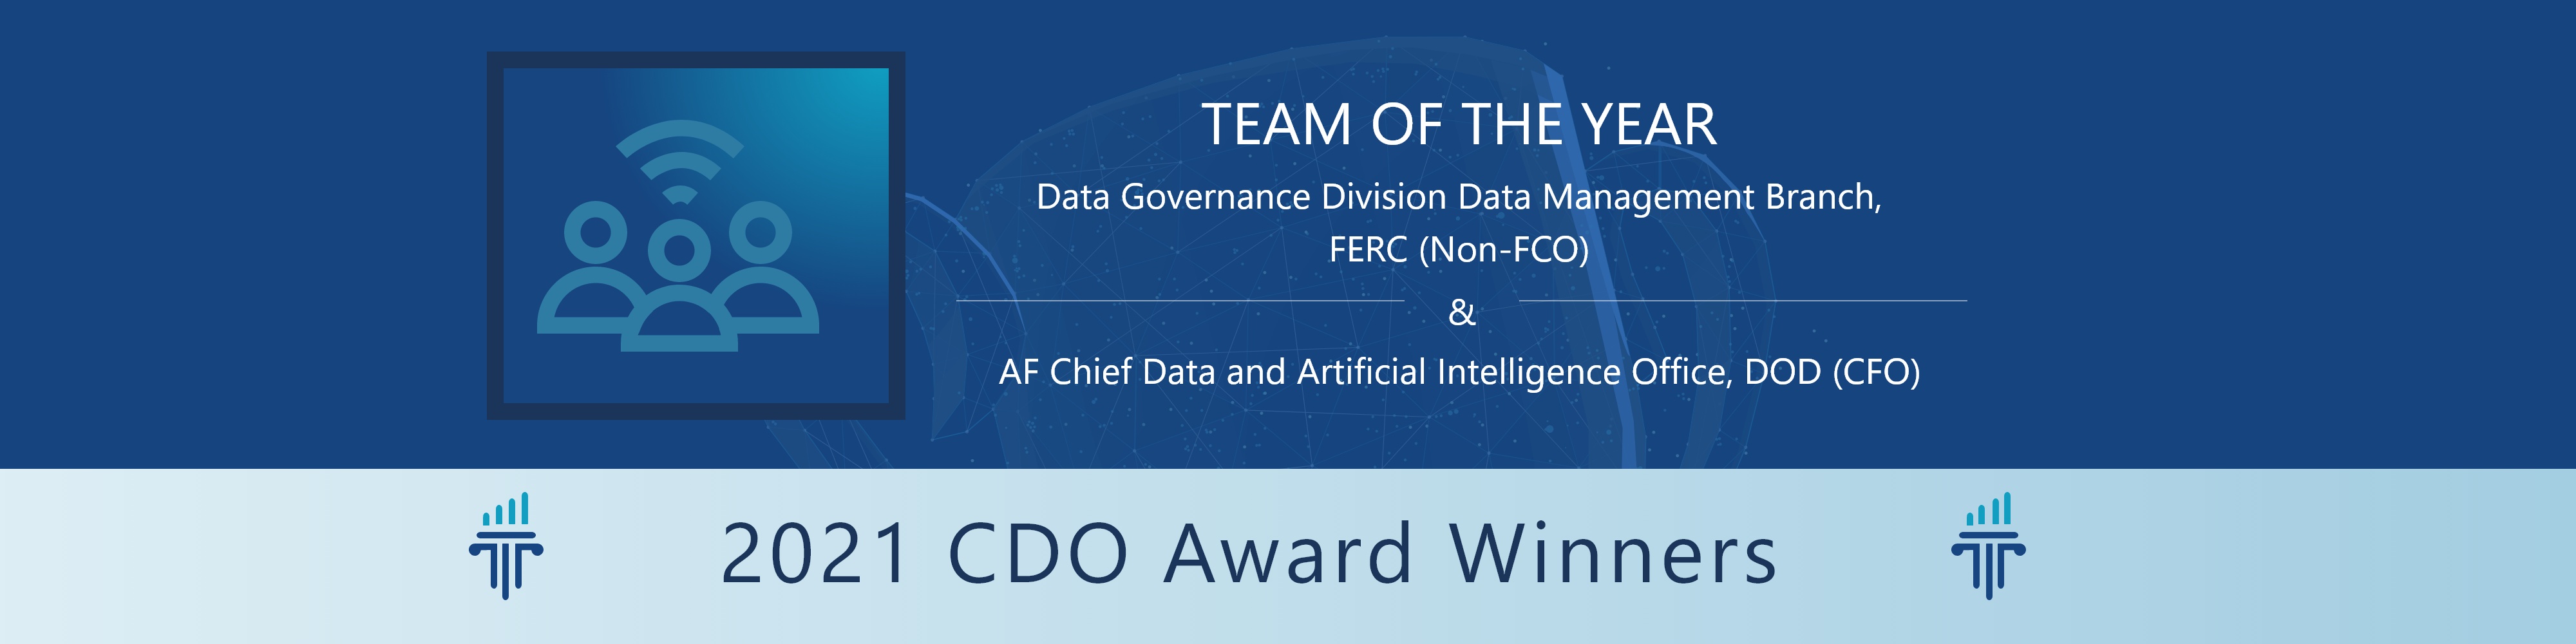 TEAM OF THE YEAR
Data Governance Division Data Management Branch,
FERC (Non-FCO)
&
AF Chief Data and Artificial Intelligence Office, DOD (CFO)
2021 CDO Award Winners